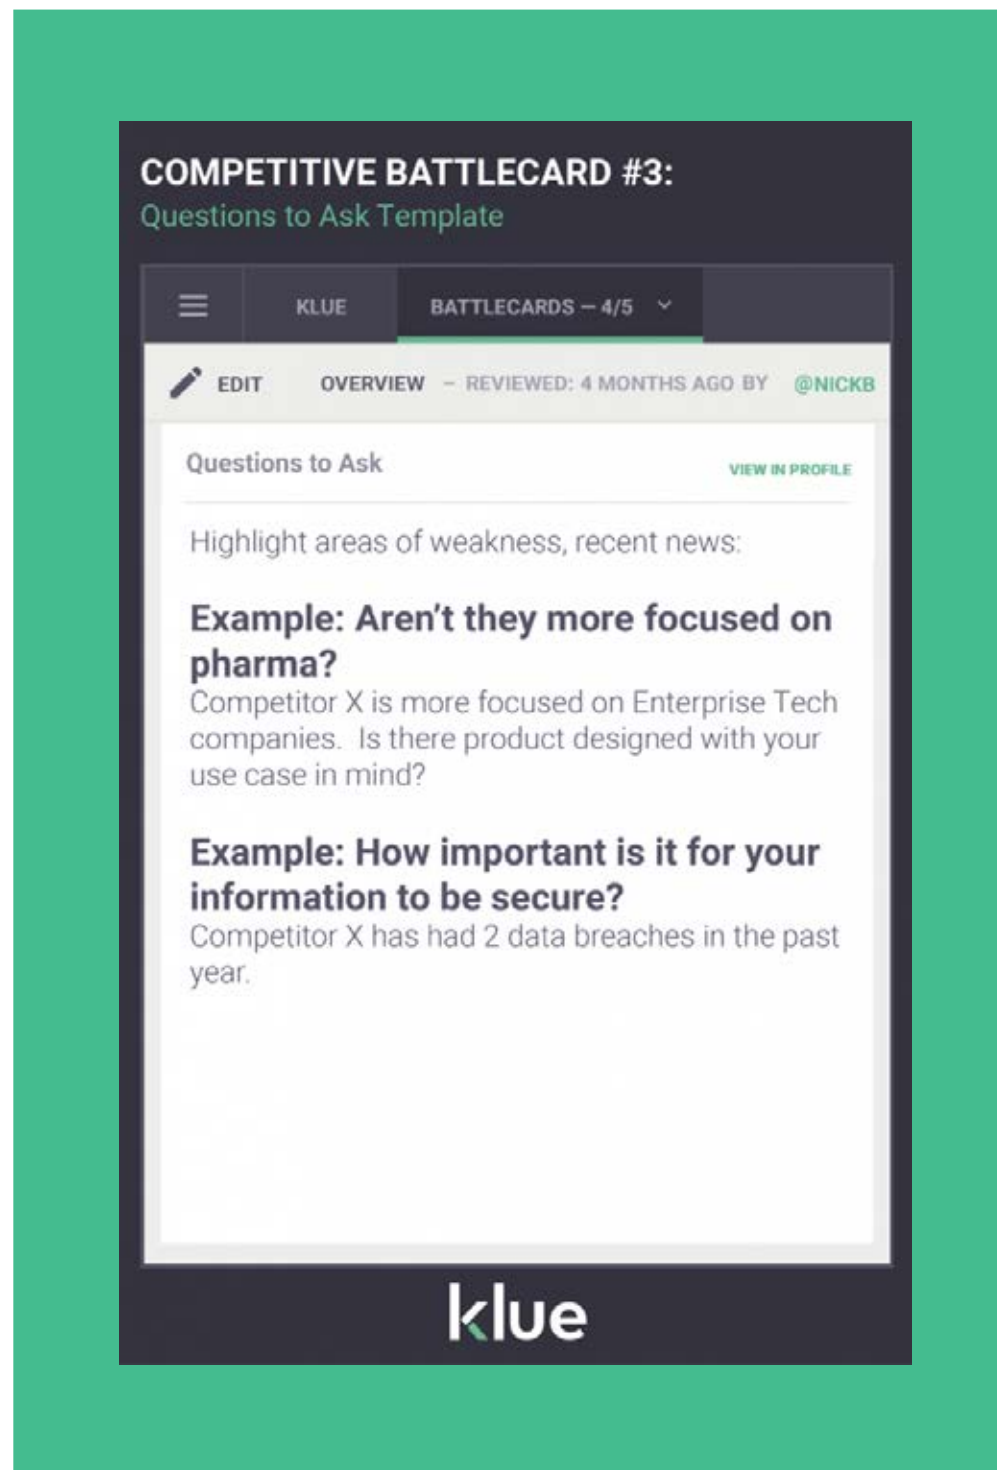 COMPETITIVE BATTLECARD #3:
Questions to Ask Template
KLUE
BATTLECARDS – 4/5
EDIT
OVERVIEW – REVIEWED: 4 MONTHS AGO BY @NICKB
Questions to Ask
VIEW IN PROFILE
Highlight areas of weakness, recent news:
Example: Aren't they more focused on
pharma?
Competitor X is more focused on Enterprise Tech
companies. Is there product designed with your
use case in mind?
Example: How important is it for your
information to be secure?
Competitor X has had 2 data breaches in the past
year.
klue